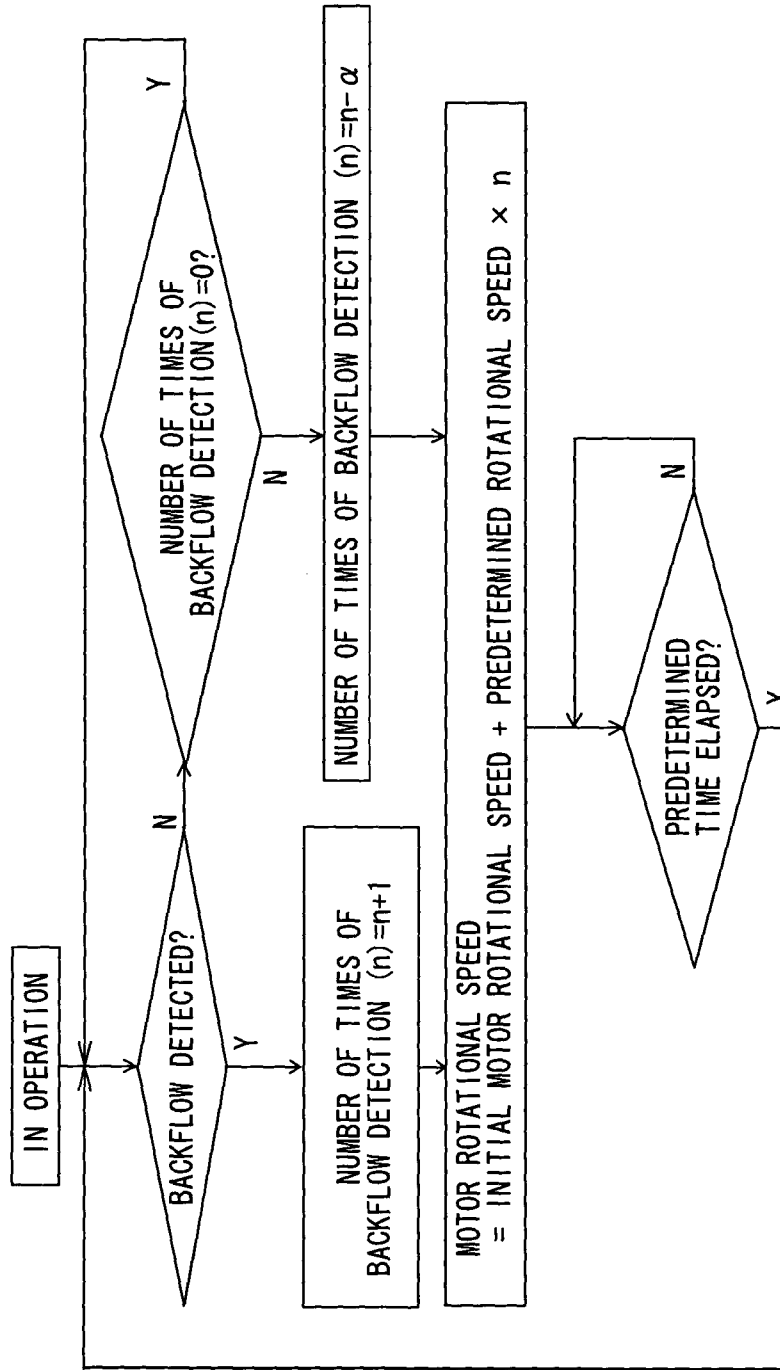 IN OPERATION
BACKFLOW DETECTED?
N
Y
NUMBER OF TIMES OF
BACKFLOW DETECTION(n)=0?
Y
N
NUMBER OF TIMES OF
BACKFLOW DETECTION (n)=n+1
NUMBER OF TIMES OF BACKFLOW DETECTION (n)=n-α
MOTOR ROTATIONAL SPEED
= INITIAL MOTOR ROTATIONAL SPEED + PREDETERMINED ROTATIONAL SPEED × n
PREDETERMINED
TIME ELAPSED?
N
Y